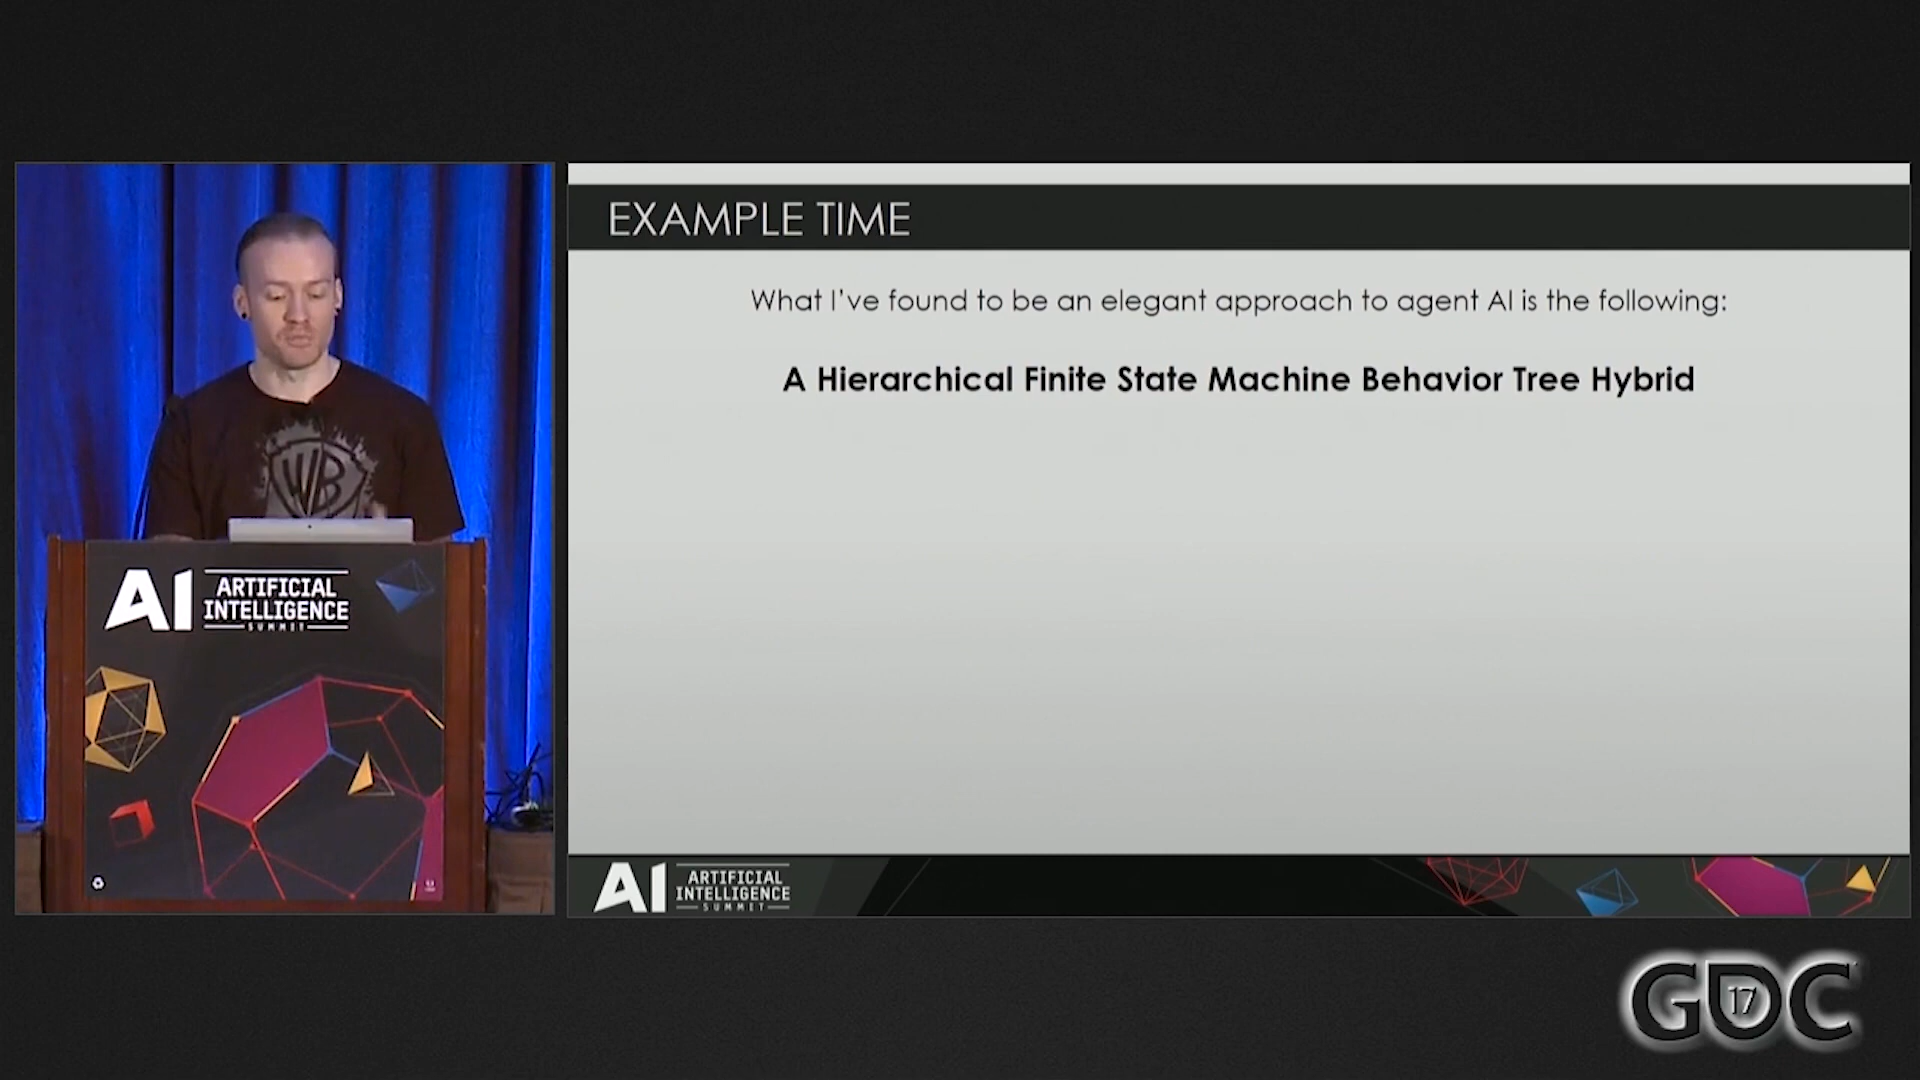 EXAMPLE TIME
What I've found to be an elegant approach to agent AI is the following:
A Hierarchical Finite State Machine Behavior Tree Hybrid
WB
AI ARTIFICIAL
INTELLIGENCE
SUMMIT
AI ARTIFICIAL
INTELLIGENCE
SUMMIT
GDC
17